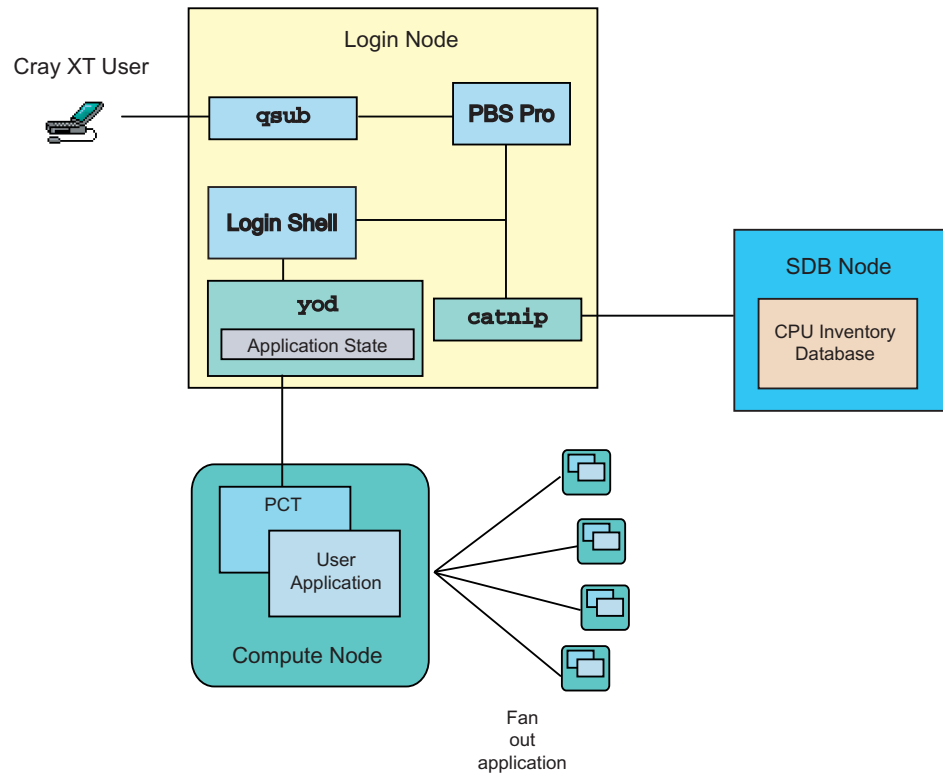 Login Node
Cray XT User
qsub
PBS Pro
Login Shell
yod
Application State
catnip
SDB Node
CPU Inventory
Database
PCT
User
Application
Compute Node
Fan
out
application